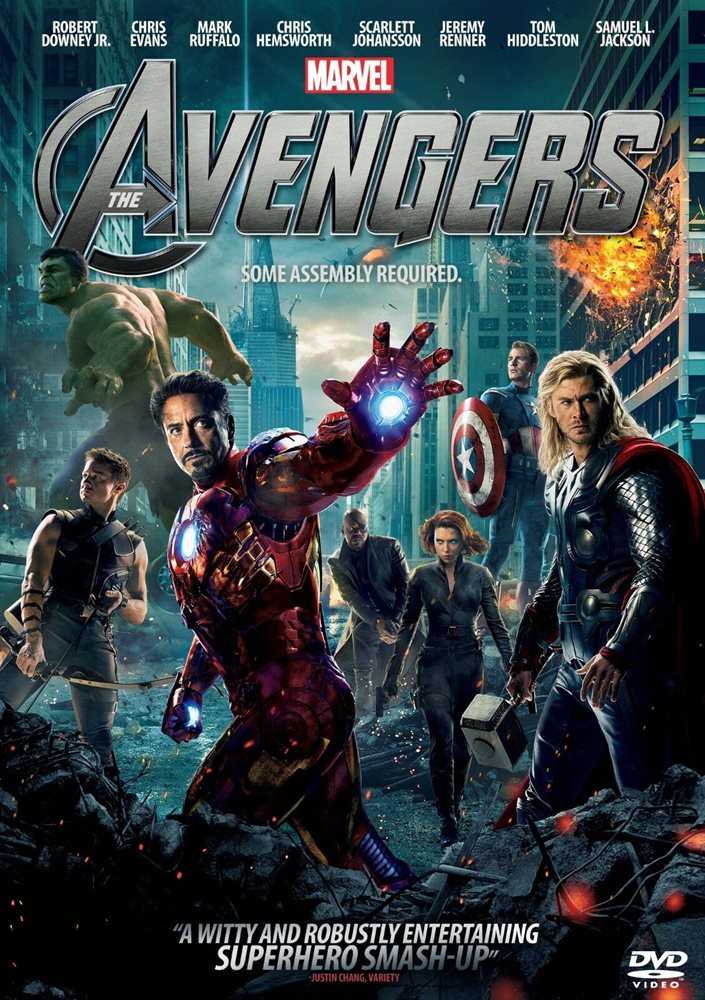 ROBERT DOWNEY JR. CHRIS EVANS MARK RUFFALO CHRIS HEMSWORTH SCARLETT JOHANSSON JEREMY RENNER TOM HIDDLESTON SAMUEL L. JACKSON
MARVEL
THE AVENGERS
SOME ASSEMBLY REQUIRED.
"A WITTY AND ROBUSTLY ENTERTAINING
SUPERHERO SMASH-UP"
-JUSTIN CHANG, VARIETY
DVD
VIDEO